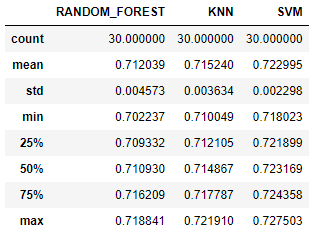 RANDOM_FOREST KNN SVM
count 30.000000 30.000000 30.000000
mean 0.712039 0.715240 0.722995
std 0.004573 0.003634 0.002298
min 0.702237 0.710049 0.718023
25% 0.709332 0.712105 0.721899
50% 0.710930 0.714867 0.723169
75% 0.716209 0.717787 0.724358
max 0.718841 0.721910 0.727503